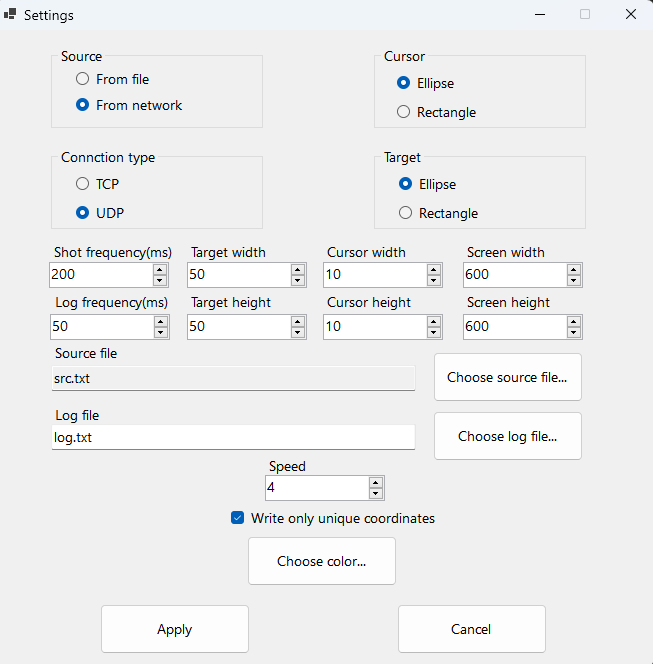 Settings
Source
From file
From network
Cursor
Ellipse
Rectangle
Connction type
TCP
UDP
Target
Ellipse
Rectangle
Shot frequency(ms) Target width Cursor width Screen width
200 50 10 600
Log frequency(ms) Target height Cursor height Screen height
50 50 10 600
Source file
src.txt
Choose source file...
Log file
log.txt
Choose log file...
Speed
4
Write only unique coordinates
Choose color...
Apply Cancel